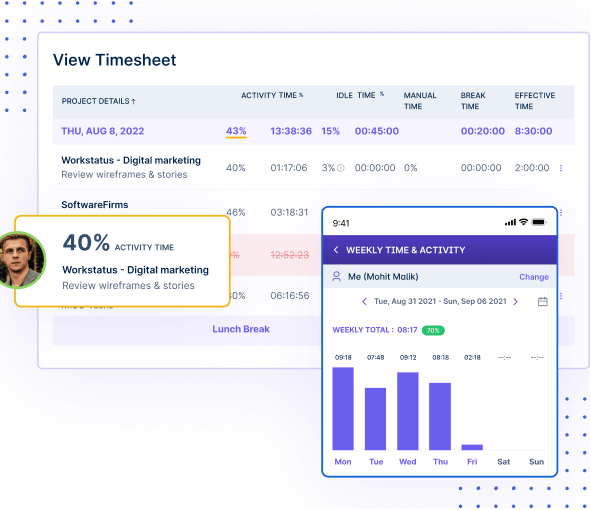 View Timesheet
PROJECT DETAILS ↑ ACTIVITY TIME % IDLE TIME % MANUAL TIME BREAK TIME EFFECTIVE TIME
THU, AUG 8, 2022 43% 13:38:36 15% 00:45:00 00:20:00 8:30:00
Workstatus - Digital marketing 40% 01:17:06 3% 00:00:00 0% 00:00:00 2:00:00
Review wireframes & stories
SoftwareFirms
46% 03:18:31
12:52:23
06:16:56
Lunch Break
40% ACTIVITY TIME
Workstatus - Digital marketing
Review wireframes & stories
9:41
WEEKLY TIME & ACTIVITY
Me (Mohit Malik) Change
Tue, Aug 31 2021 - Sun, Sep 06 2021
WEEKLY TOTAL : 08:17 70%
09:18 07:48 09:12 08:18 02:18 --:-- --:--
Mon Tue Wed Thu Fri Sat Sun